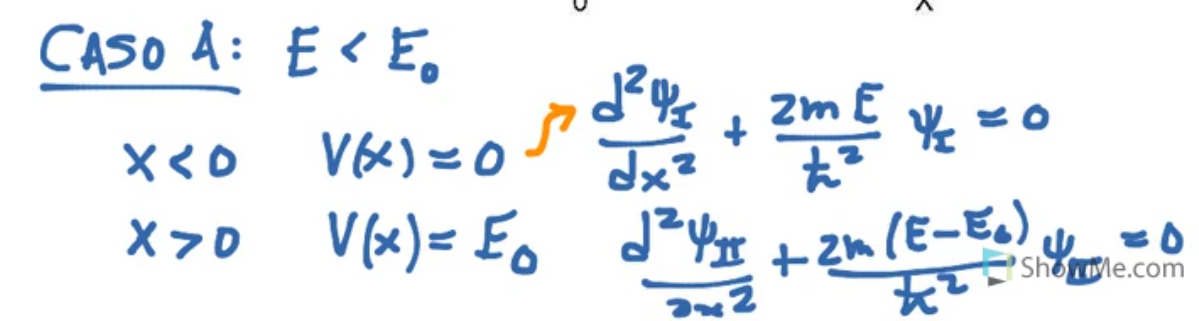 0 x
CASO A: E < E₀
x < 0 V(x) = 0 d²ψ_I/dx² + 2mE/ħ² ψ_I = 0
x > 0 V(x) = E₀ d²ψ_II/dx² + 2m(E-E₀)/ħ² ψ_II = 0
ShowMe.com